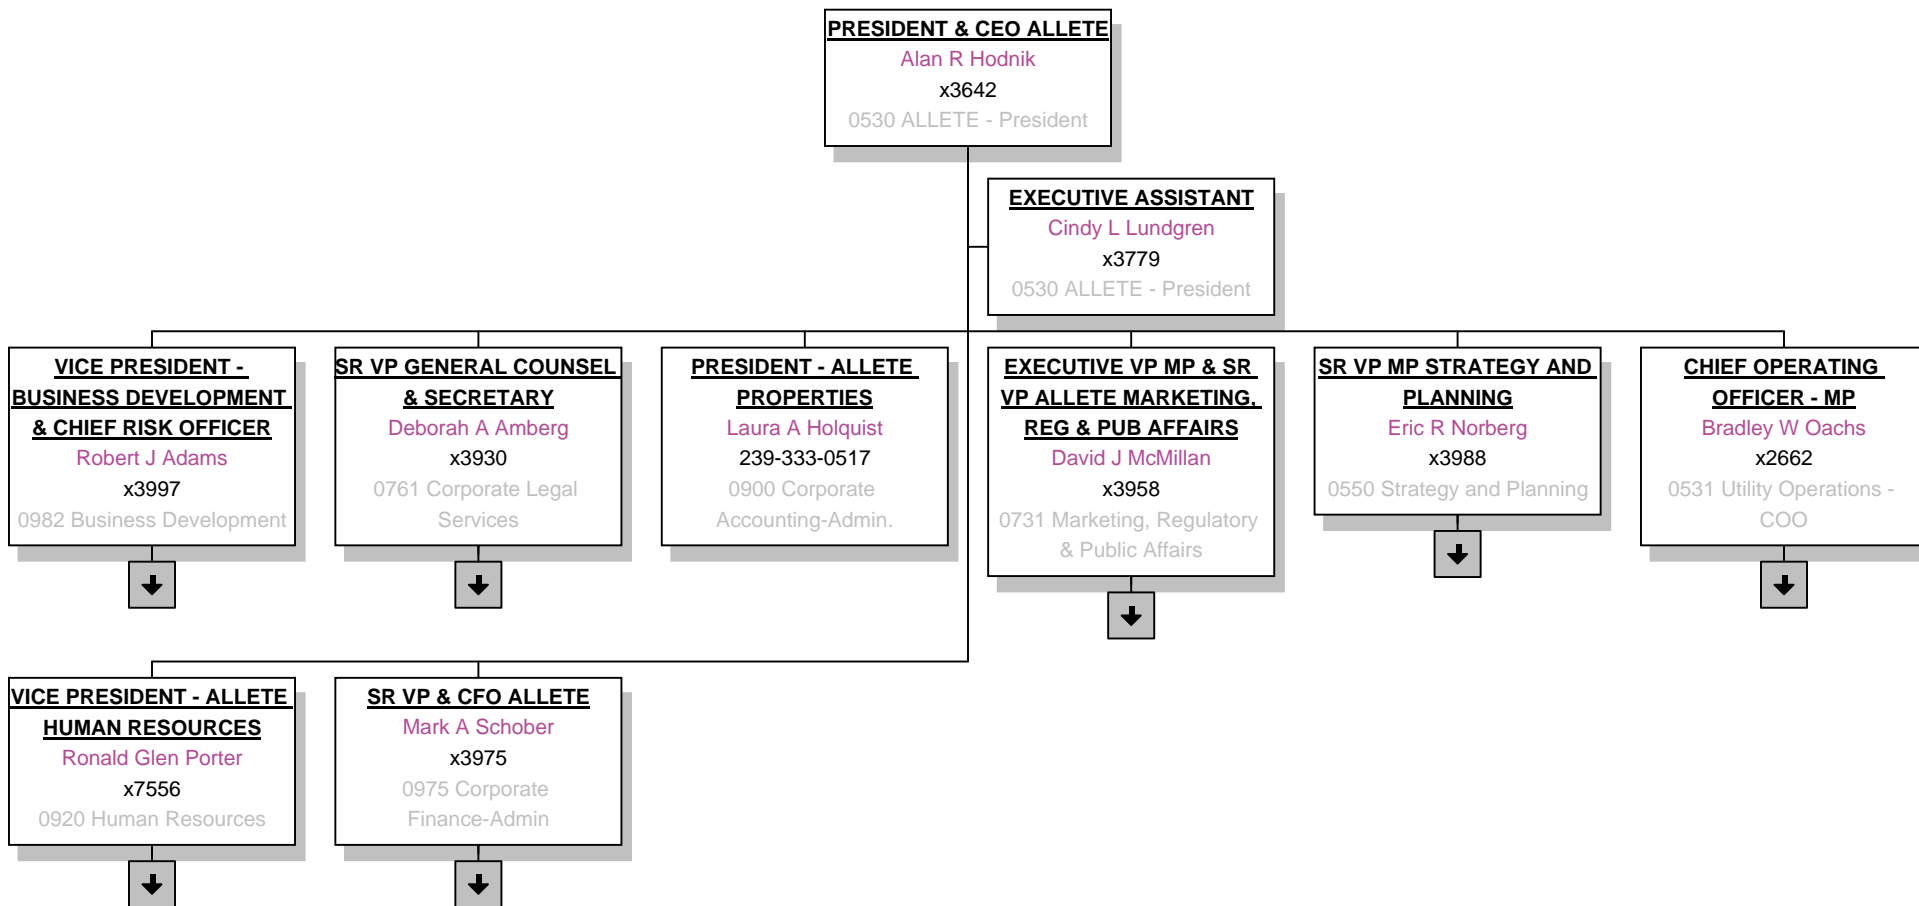 PRESIDENT & CEO ALLETE
Alan R Hodnik
x3642
0530 ALLETE - President
EXECUTIVE ASSISTANT
Cindy L Lundgren
x3779
0530 ALLETE - President
VICE PRESIDENT -
BUSINESS DEVELOPMENT
& CHIEF RISK OFFICER
Robert J Adams
x3997
0982 Business Development
SR VP GENERAL COUNSEL
& SECRETARY
Deborah A Amberg
x3930
0761 Corporate Legal
Services
PRESIDENT - ALLETE
PROPERTIES
Laura A Holquist
239-333-0517
0900 Corporate
Accounting-Admin.
EXECUTIVE VP MP & SR
VP ALLETE MARKETING,
REG & PUB AFFAIRS
David J McMillan
x3958
0731 Marketing, Regulatory
& Public Affairs
SR VP MP STRATEGY AND
PLANNING
Eric R Norberg
x3988
0550 Strategy and Planning
CHIEF OPERATING
OFFICER - MP
Bradley W Oachs
x2662
0531 Utility Operations -
COO
VICE PRESIDENT - ALLETE
HUMAN RESOURCES
Ronald Glen Porter
x7556
0920 Human Resources
SR VP & CFO ALLETE
Mark A Schober
x3975
0975 Corporate
Finance-Admin